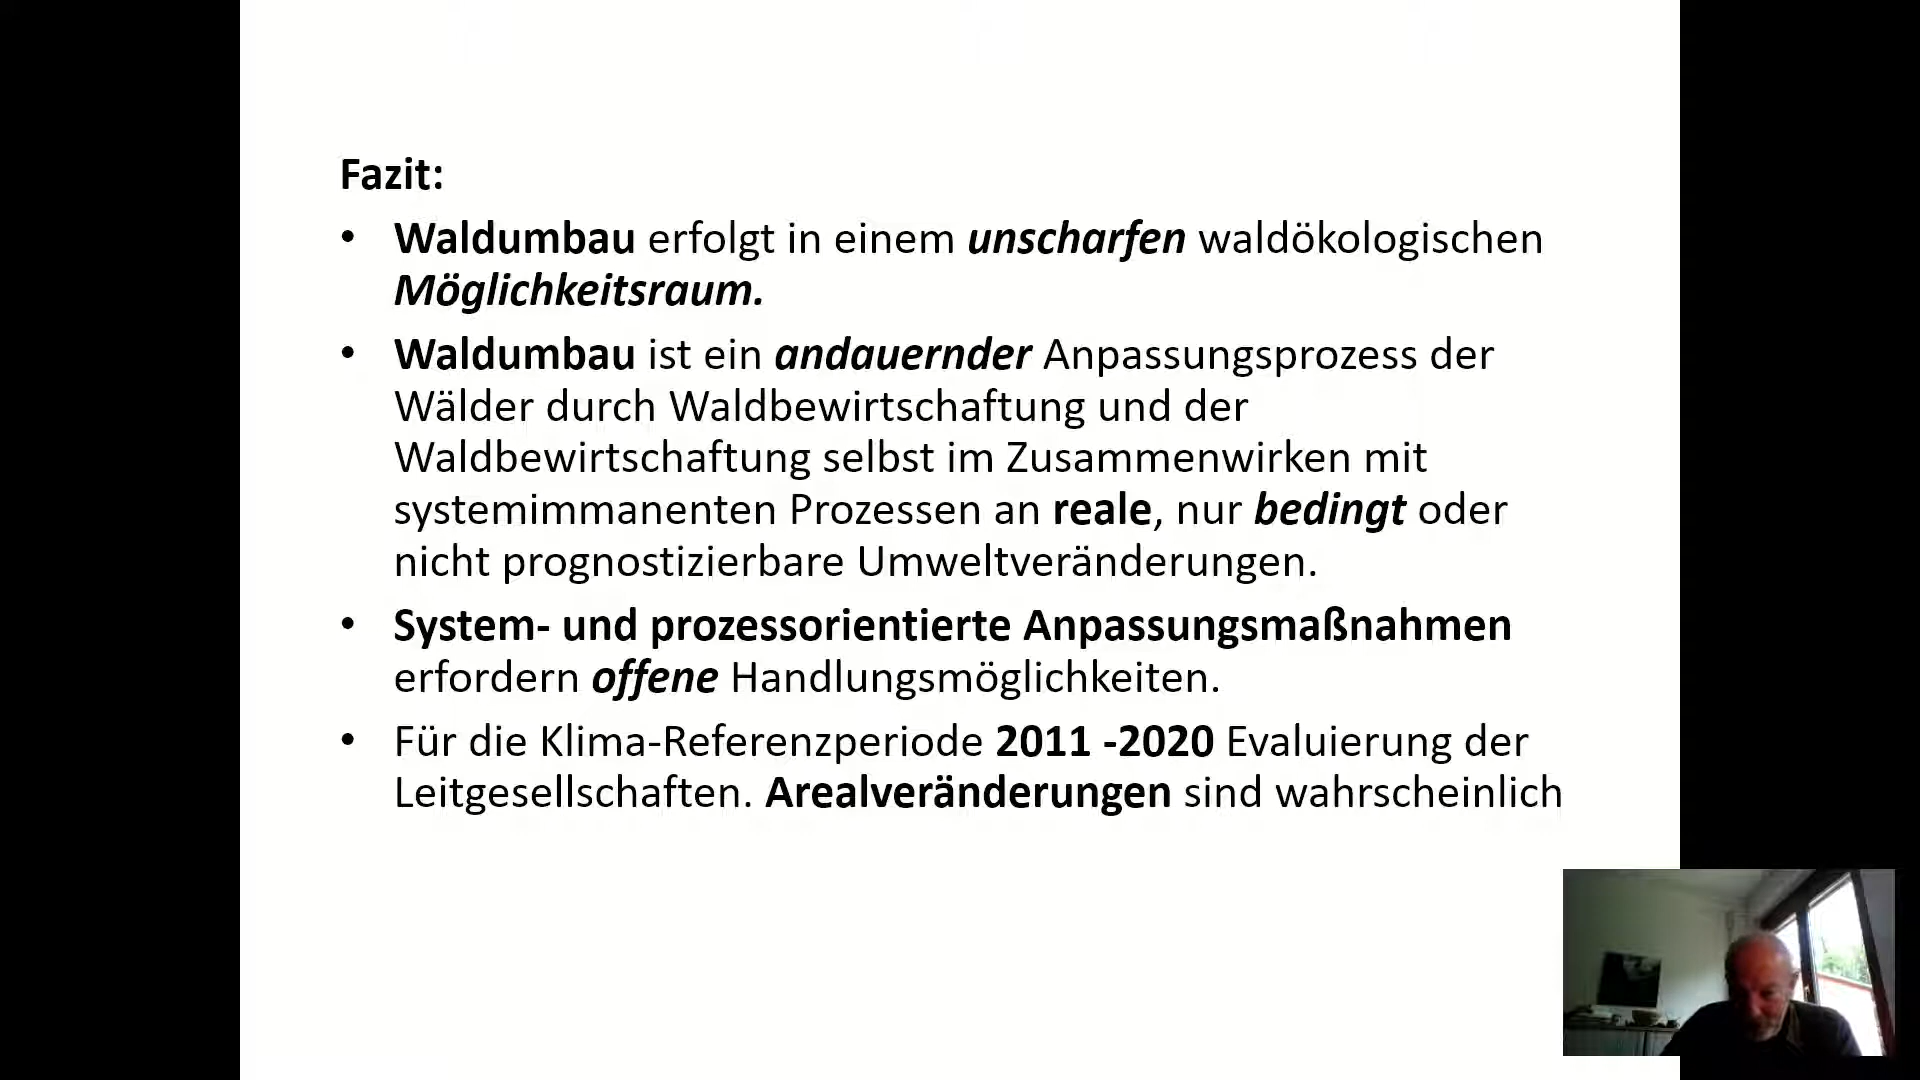 Fazit:
• Waldumbau erfolgt in einem unscharfen waldökologischen
Möglichkeitsraum.
• Waldumbau ist ein andauernder Anpassungsprozess der
Wälder durch Waldbewirtschaftung und der
Waldbewirtschaftung selbst im Zusammenwirken mit
systemimmanenten Prozessen an reale, nur bedingt oder
nicht prognostizierbare Umweltveränderungen.
• System- und prozessorientierte Anpassungsmaßnahmen
erfordern offene Handlungsmöglichkeiten.
• Für die Klima-Referenzperiode 2011 -2020 Evaluierung der
Leitgesellschaften. Arealveränderungen sind wahrscheinlich